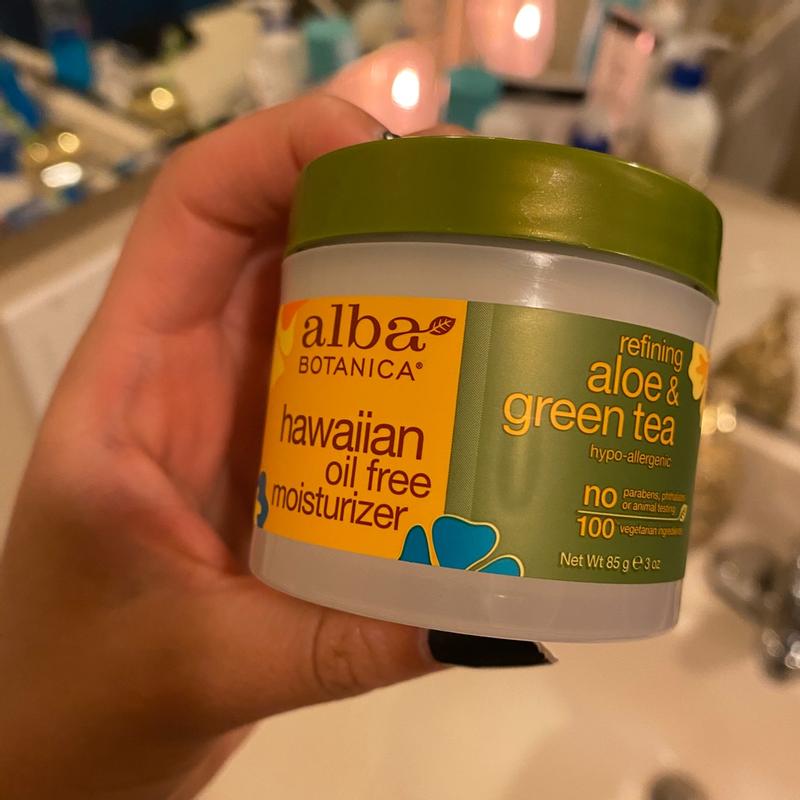 alba
BOTANICA®
hawaiian
oil free
moisturizer
refining
aloe &
green tea
hypo-allergenic
no parabens, phthalates
or animal testing
100 vegetarian ingredients
Net Wt 85 g ℮ 3 oz